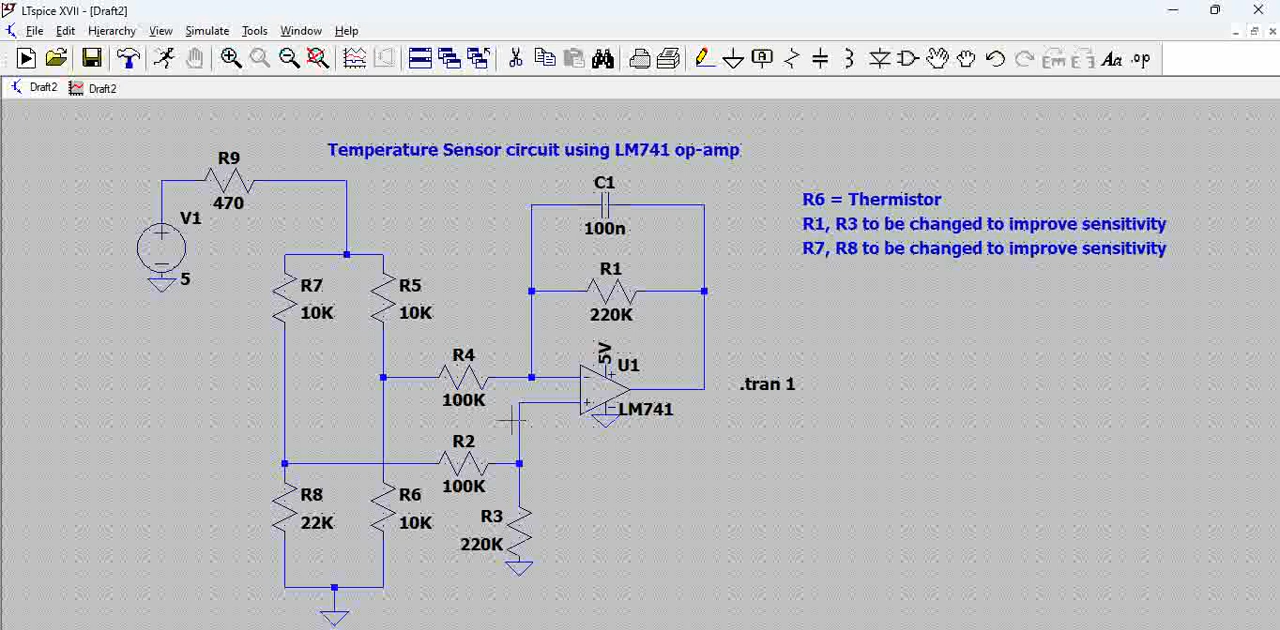 LTspice XVII - [Draft2]
File Edit Hierarchy View Simulate Tools Window Help
Aa .op
Draft2 Draft2
Temperature Sensor circuit using LM741 op-amp
R9
470
V1
5
C1
100n
R6 = Thermistor
R1, R3 to be changed to improve sensitivity
R7, R8 to be changed to improve sensitivity
R7
10K
R5
10K
R1
220K
R4
100K
5V
U1
LM741
.tran 1
R2
100K
R8
22K
R6
10K
R3
220K